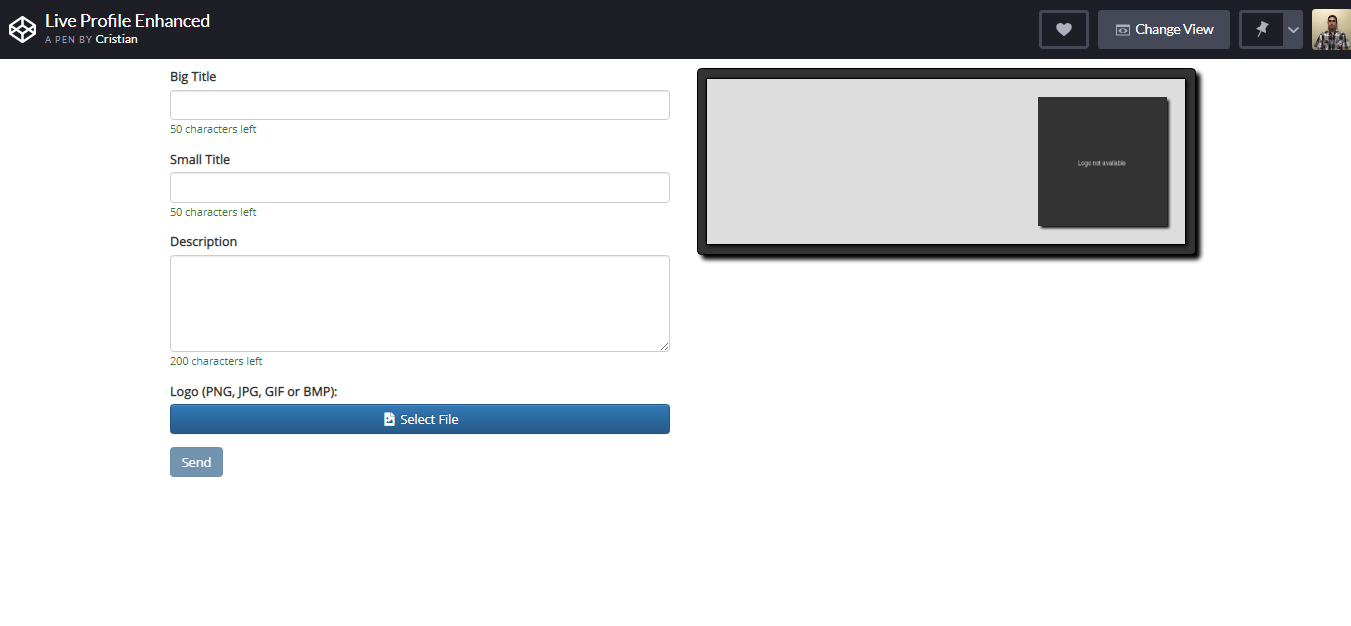 Live Profile Enhanced
A PEN BY Cristian
Change View
Big Title
50 characters left
Small Title
50 characters left
Description
200 characters left
Logo (PNG, JPG, GIF or BMP):
Select File
Send
Logo not available